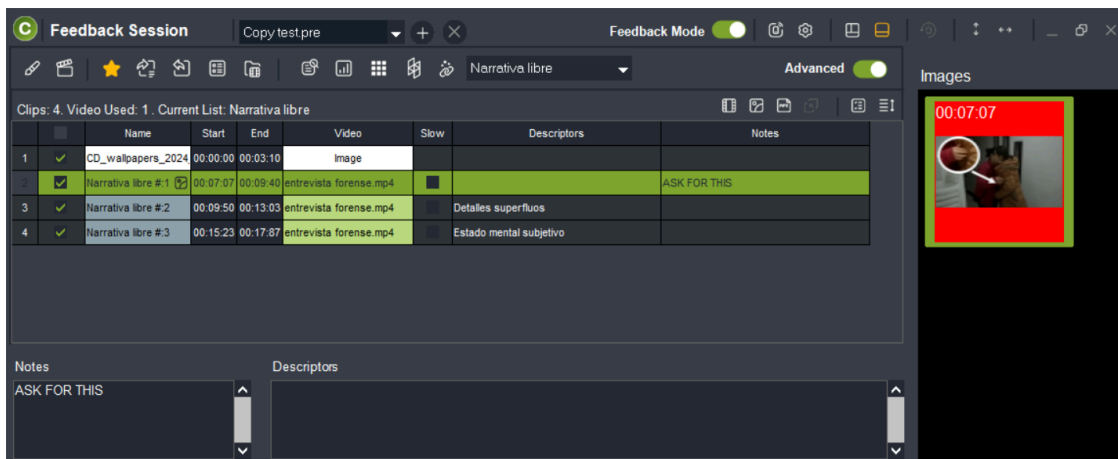 C Feedback Session Copy test.pre Feedback Mode
Narrativa libre Advanced
Images
Clips: 4. Video Used: 1. Current List: Narrativa libre
Name Start End Video Slow Descriptors Notes
1 CD_wallpapers_2024 00:00:00 00:03:10 Image
2 Narrativa libre #:1 00:07:07 00:09:40 entrevista forense.mp4 ASK FOR THIS
3 Narrativa libre #:2 00:09:50 00:13:03 entrevista forense.mp4 Detalles superfluos
4 Narrativa libre #:3 00:15:23 00:17:87 entrevista forense.mp4 Estado mental subjetivo
00:07:07
Notes Descriptors
ASK FOR THIS